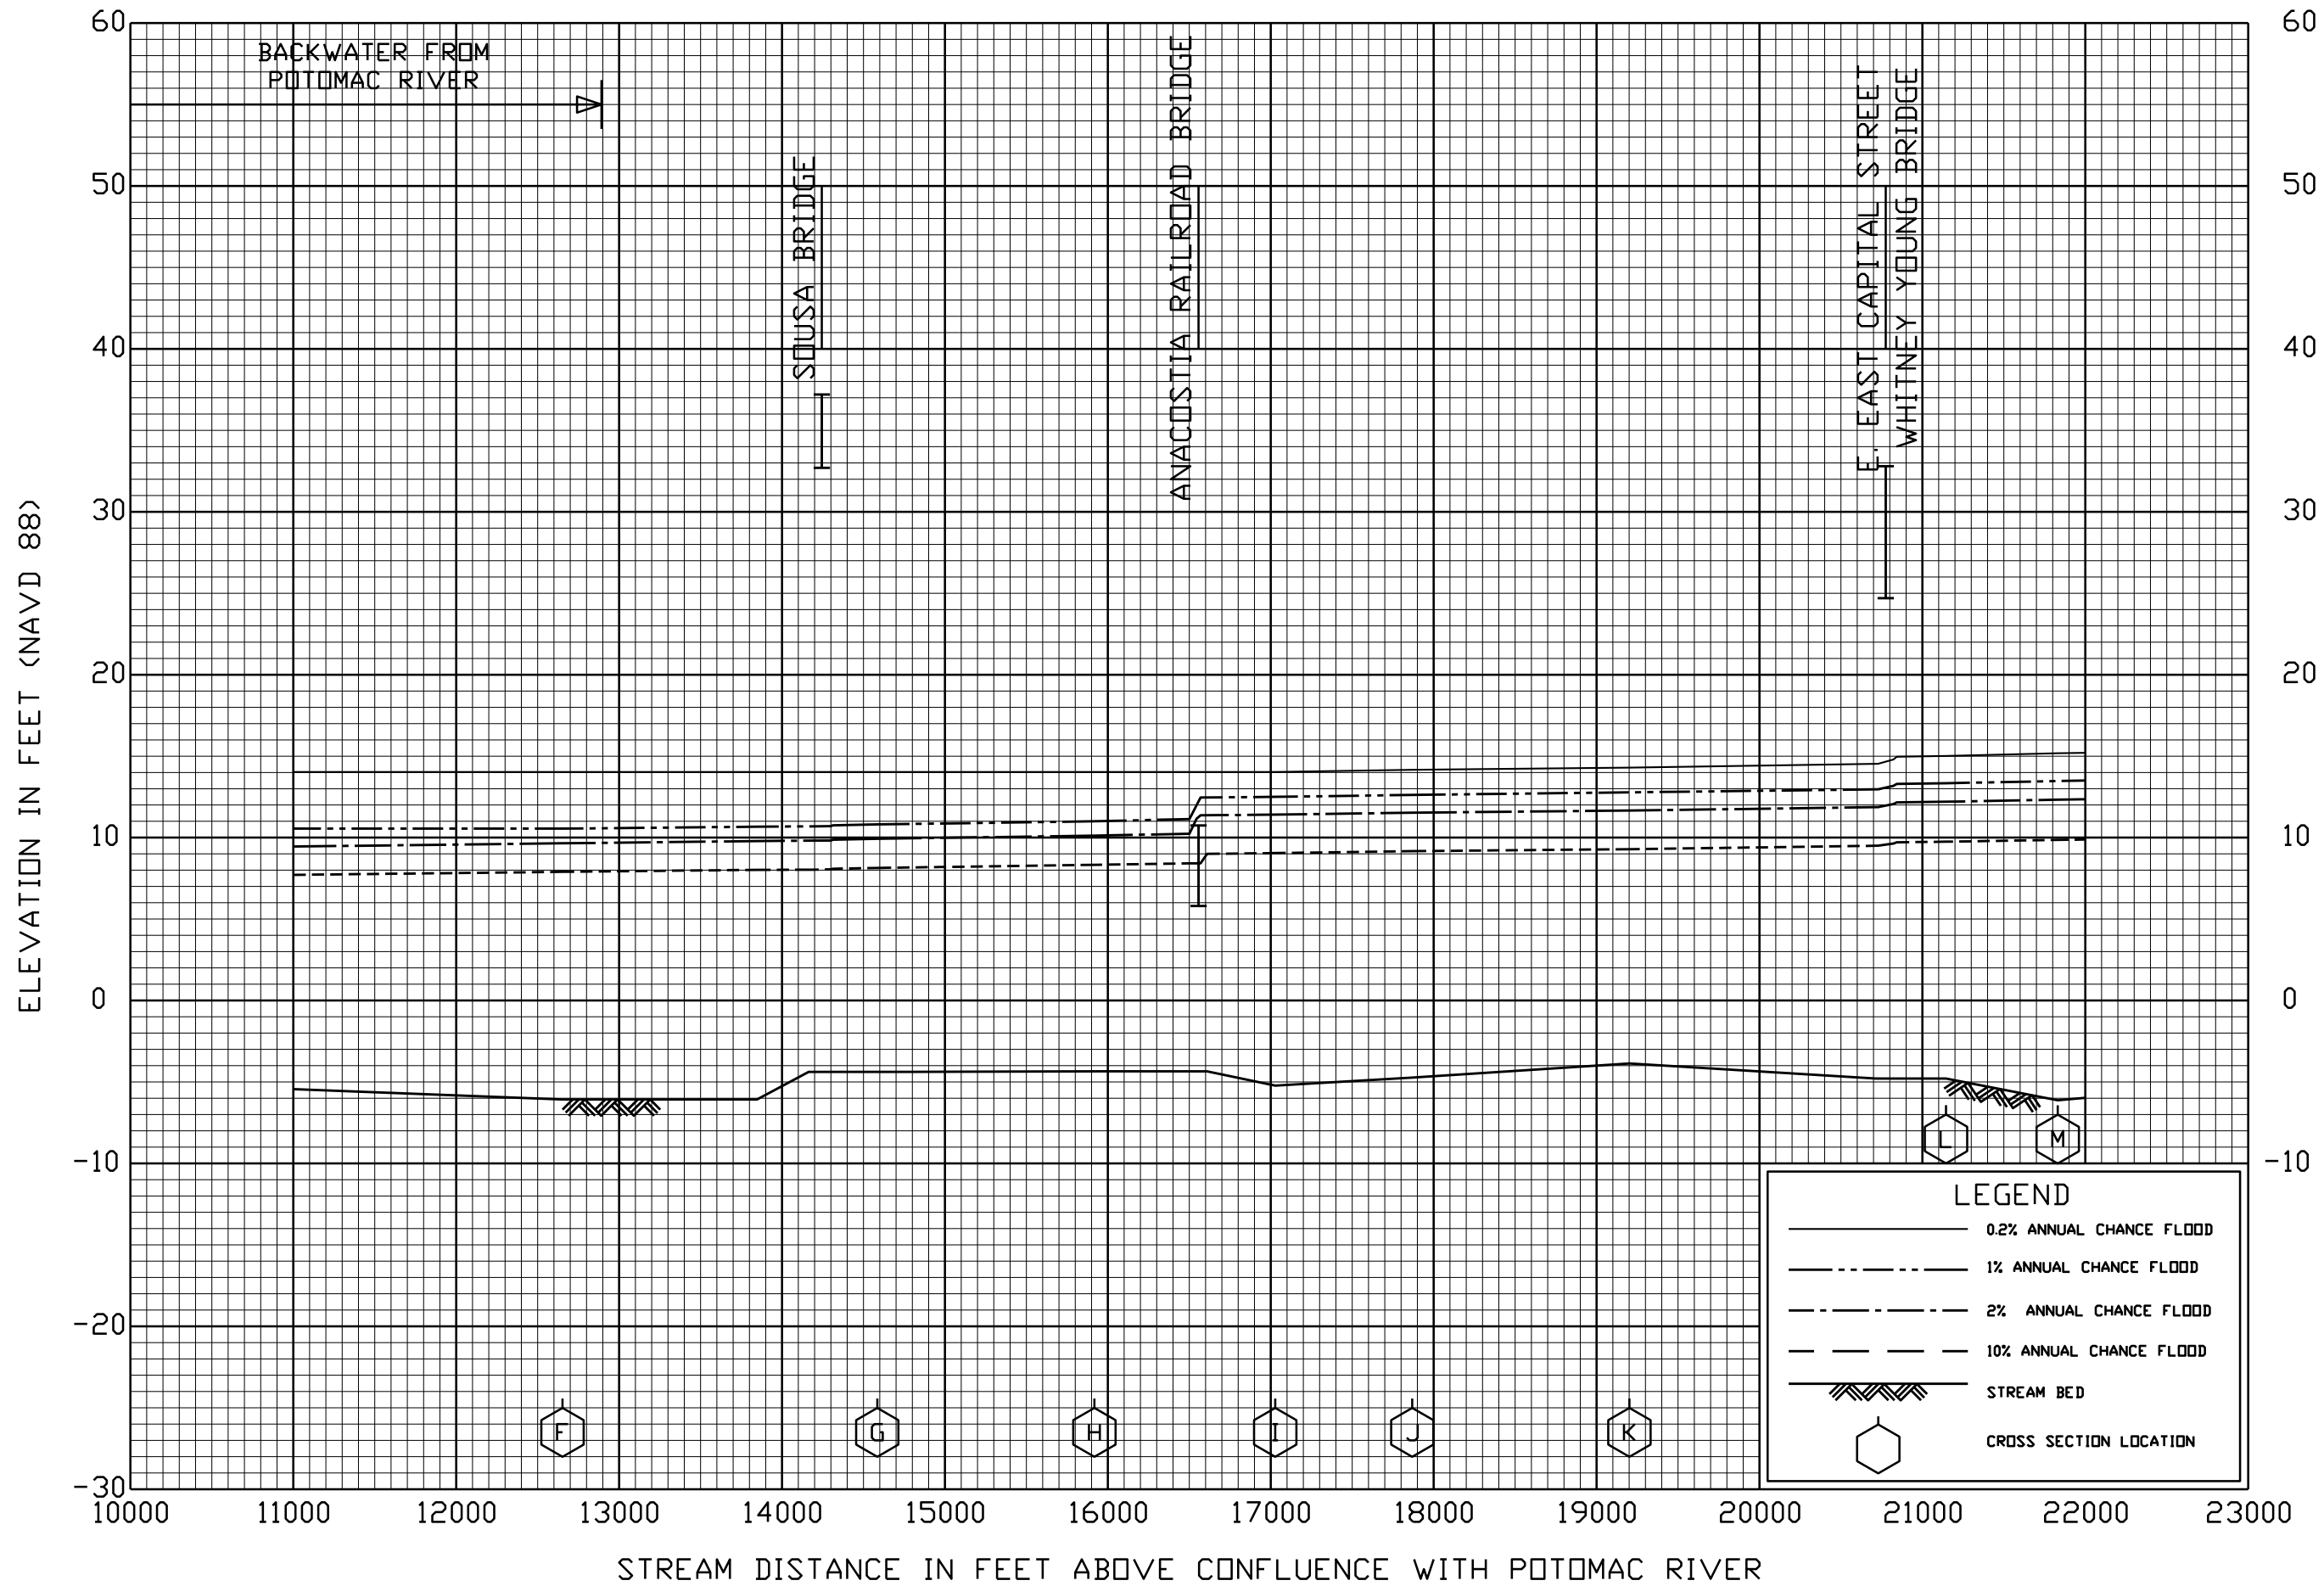 60
60
BACKWATER FROM
POTOMAC RIVER
SOUSA BRIDGE
ANACOSTIA RAILROAD BRIDGE
E. EAST CAPITAL STREET
WHITNEY YOUNG BRIDGE
50
50
40
40
30
30
20
20
10
10
0
0
-10
-10
-20
-30
ELEVATION IN FEET (NAVD 88)
F
G
H
I
J
K
L
M
LEGEND
0.2% ANNUAL CHANCE FLOOD
1% ANNUAL CHANCE FLOOD
2% ANNUAL CHANCE FLOOD
10% ANNUAL CHANCE FLOOD
STREAM BED
CROSS SECTION LOCATION
10000 11000 12000 13000 14000 15000 16000 17000 18000 19000 20000 21000 22000 23000
STREAM DISTANCE IN FEET ABOVE CONFLUENCE WITH POTOMAC RIVER